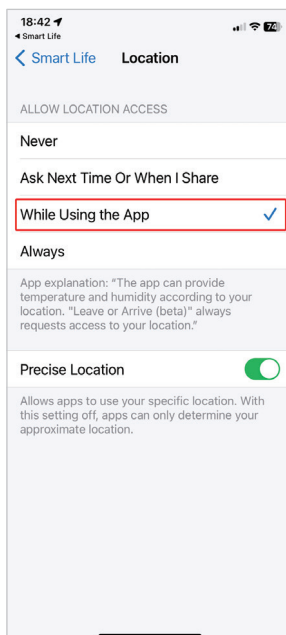 18:42
74
◀ Smart Life
Smart Life
Location
ALLOW LOCATION ACCESS
Never
Ask Next Time Or When I Share
While Using the App
Always
App explanation: “The app can provide
temperature and humidity according to your
location. "Leave or Arrive (beta)" always
requests access to your location.”
Precise Location
Allows apps to use your specific location. With
this setting off, apps can only determine your
approximate location.